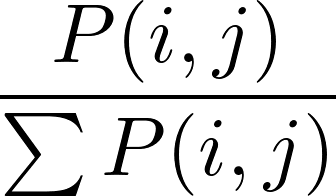 P(i, j)
∑ P(i, j)